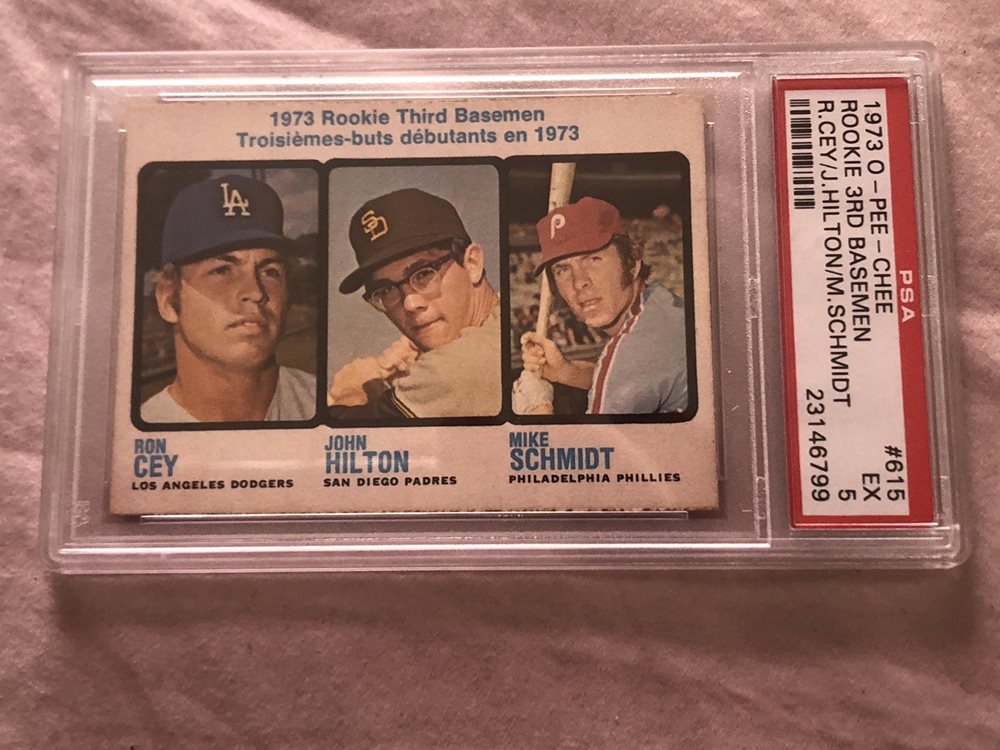 1973 Rookie Third Basemen
Troisièmes-buts débutants en 1973
LA
SD
P
RON
CEY
LOS ANGELES DODGERS
JOHN
HILTON
SAN DIEGO PADRES
MIKE
SCHMIDT
PHILADELPHIA PHILLIES
PSA
1973 O-PEE-CHEE #615
ROOKIE 3RD BASEMEN EX
R.CEY/J.HILTON/M.SCHMIDT 5
23146799